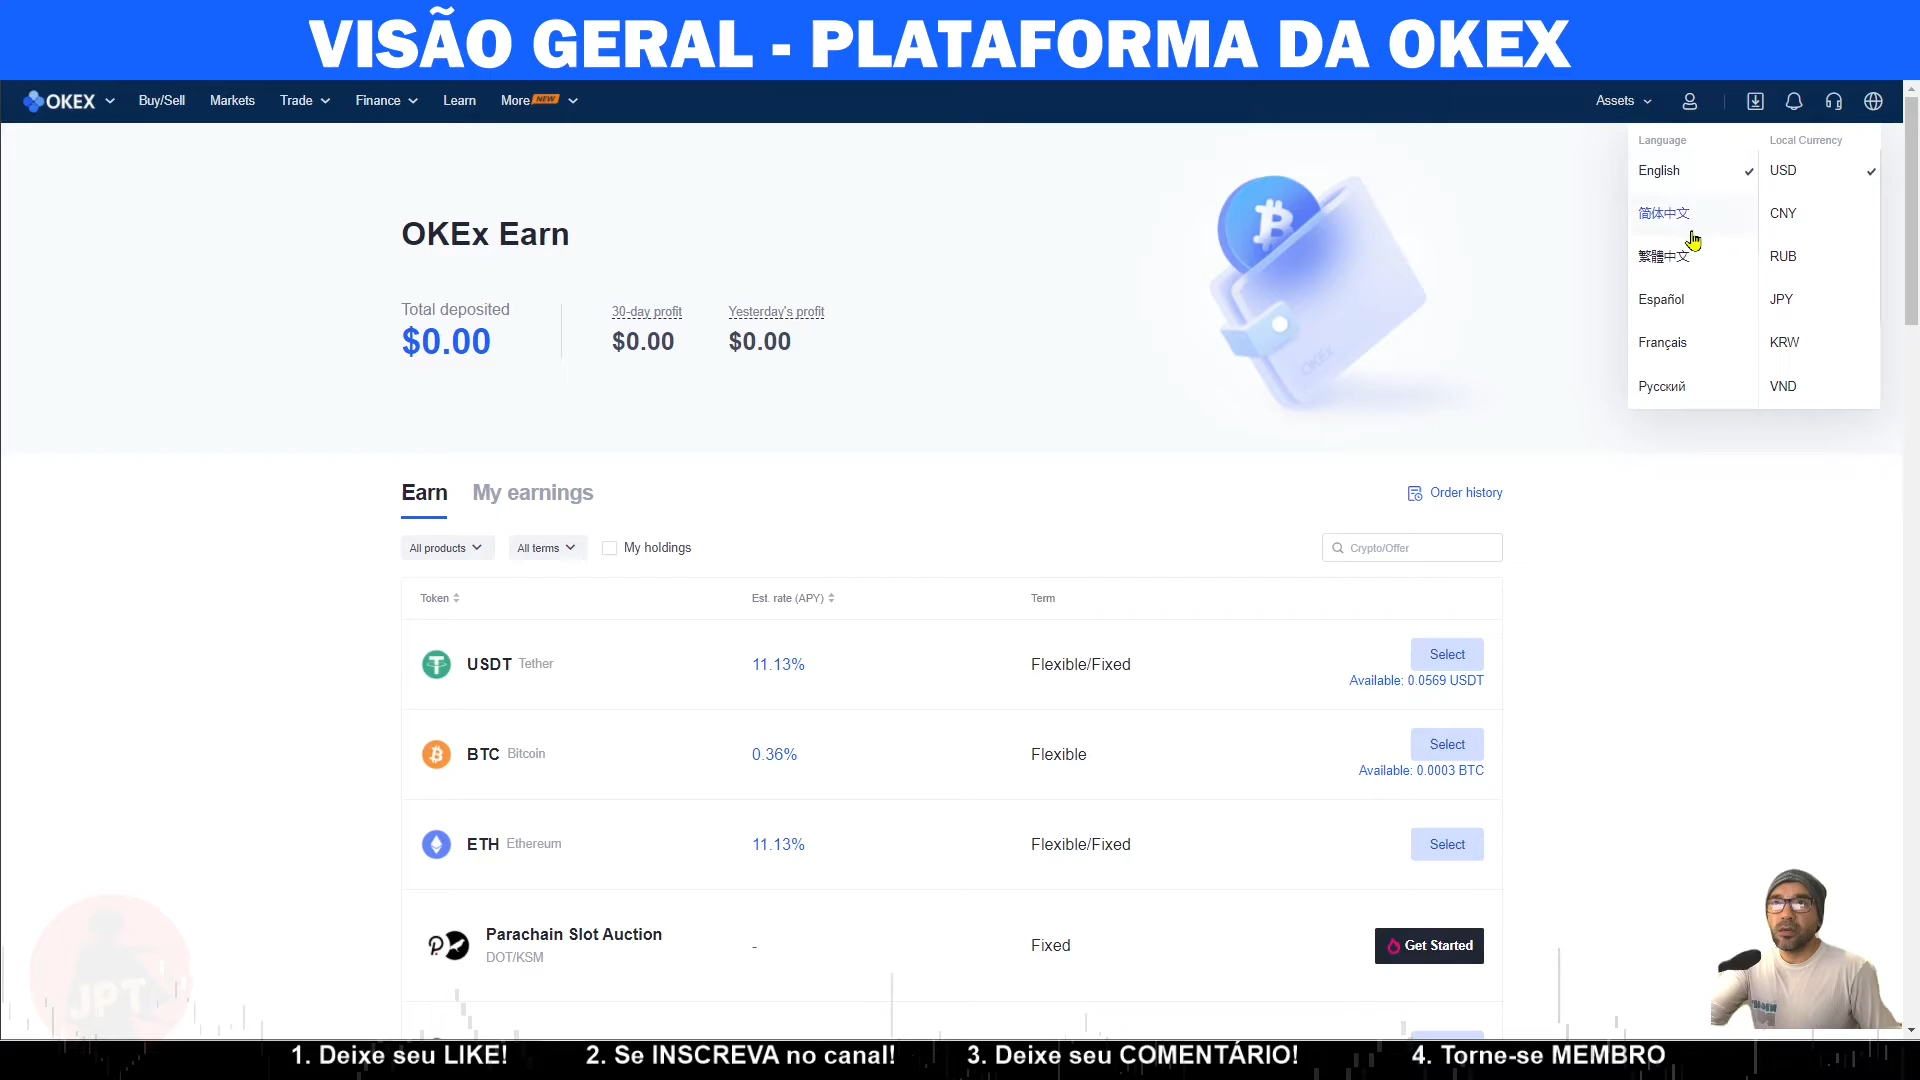 VISÃO GERAL - PLATAFORMA DA OKEX
OKEX Buy/Sell Markets Trade Finance Learn More NEW Assets
Language Local Currency
English USD
简体中文 CNY
繁體中文 RUB
Español JPY
Français KRW
Русский VND
OKEx Earn
Total deposited 30-day profit Yesterday's profit
$0.00 $0.00 $0.00
OKEx
Earn My earnings Order history
All products All terms My holdings Crypto/Offer
Token Est. rate (APY) Term
USDT Tether 11.13% Flexible/Fixed Select
Available: 0.0569 USDT
BTC Bitcoin 0.36% Flexible Select
Available: 0.0003 BTC
ETH Ethereum 11.13% Flexible/Fixed Select
Parachain Slot Auction - Fixed Get Started
DOT/KSM
JPT
1. Deixe seu LIKE! 2. Se INSCREVA no canal! 3. Deixe seu COMENTÁRIO! 4. Torne-se MEMBRO